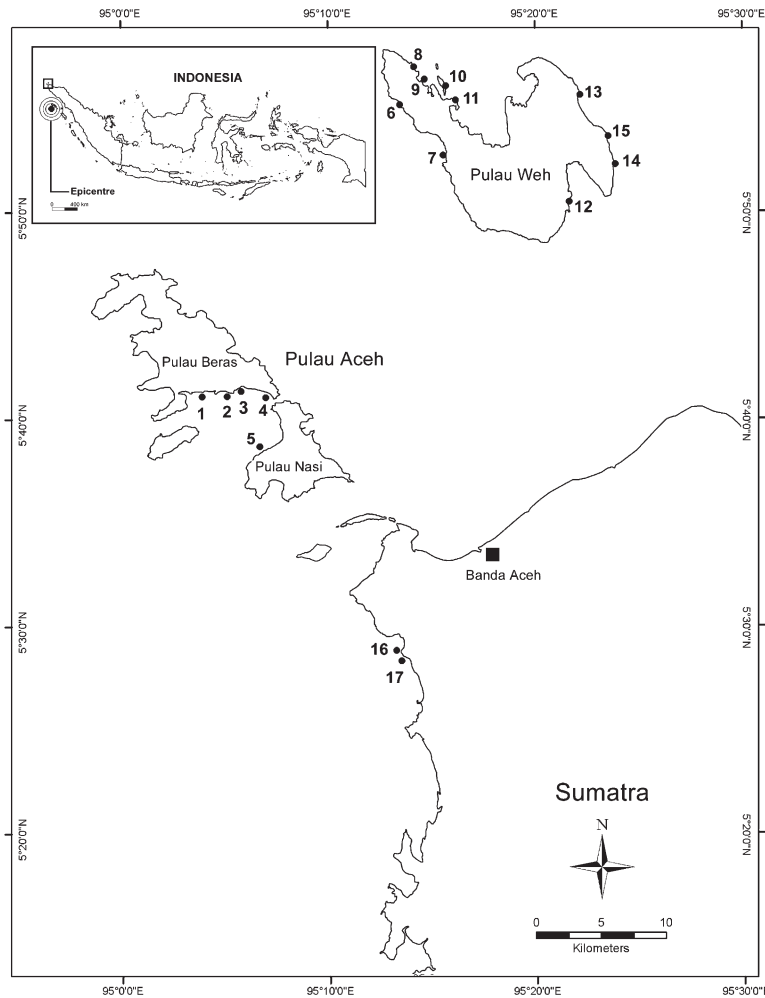 95°0'0"E 95°10'0"E 95°20'0"E 95°30'0"E
INDONESIA
Epicentre
0 400 km
8
10
9
11
6
13
15
7
14
Pulau Weh
12
5°50'0"N 5°50'0"N
Pulau Beras
Pulau Aceh
1 2 3 4
5°40'0"N 5°40'0"N
5
Pulau Nasi
Banda Aceh
5°30'0"N 5°30'0"N
16
17
Sumatra
N
5°20'0"N 5°20'0"N
0 5 10
Kilometers
95°0'0"E 95°10'0"E 95°20'0"E 95°30'0"E